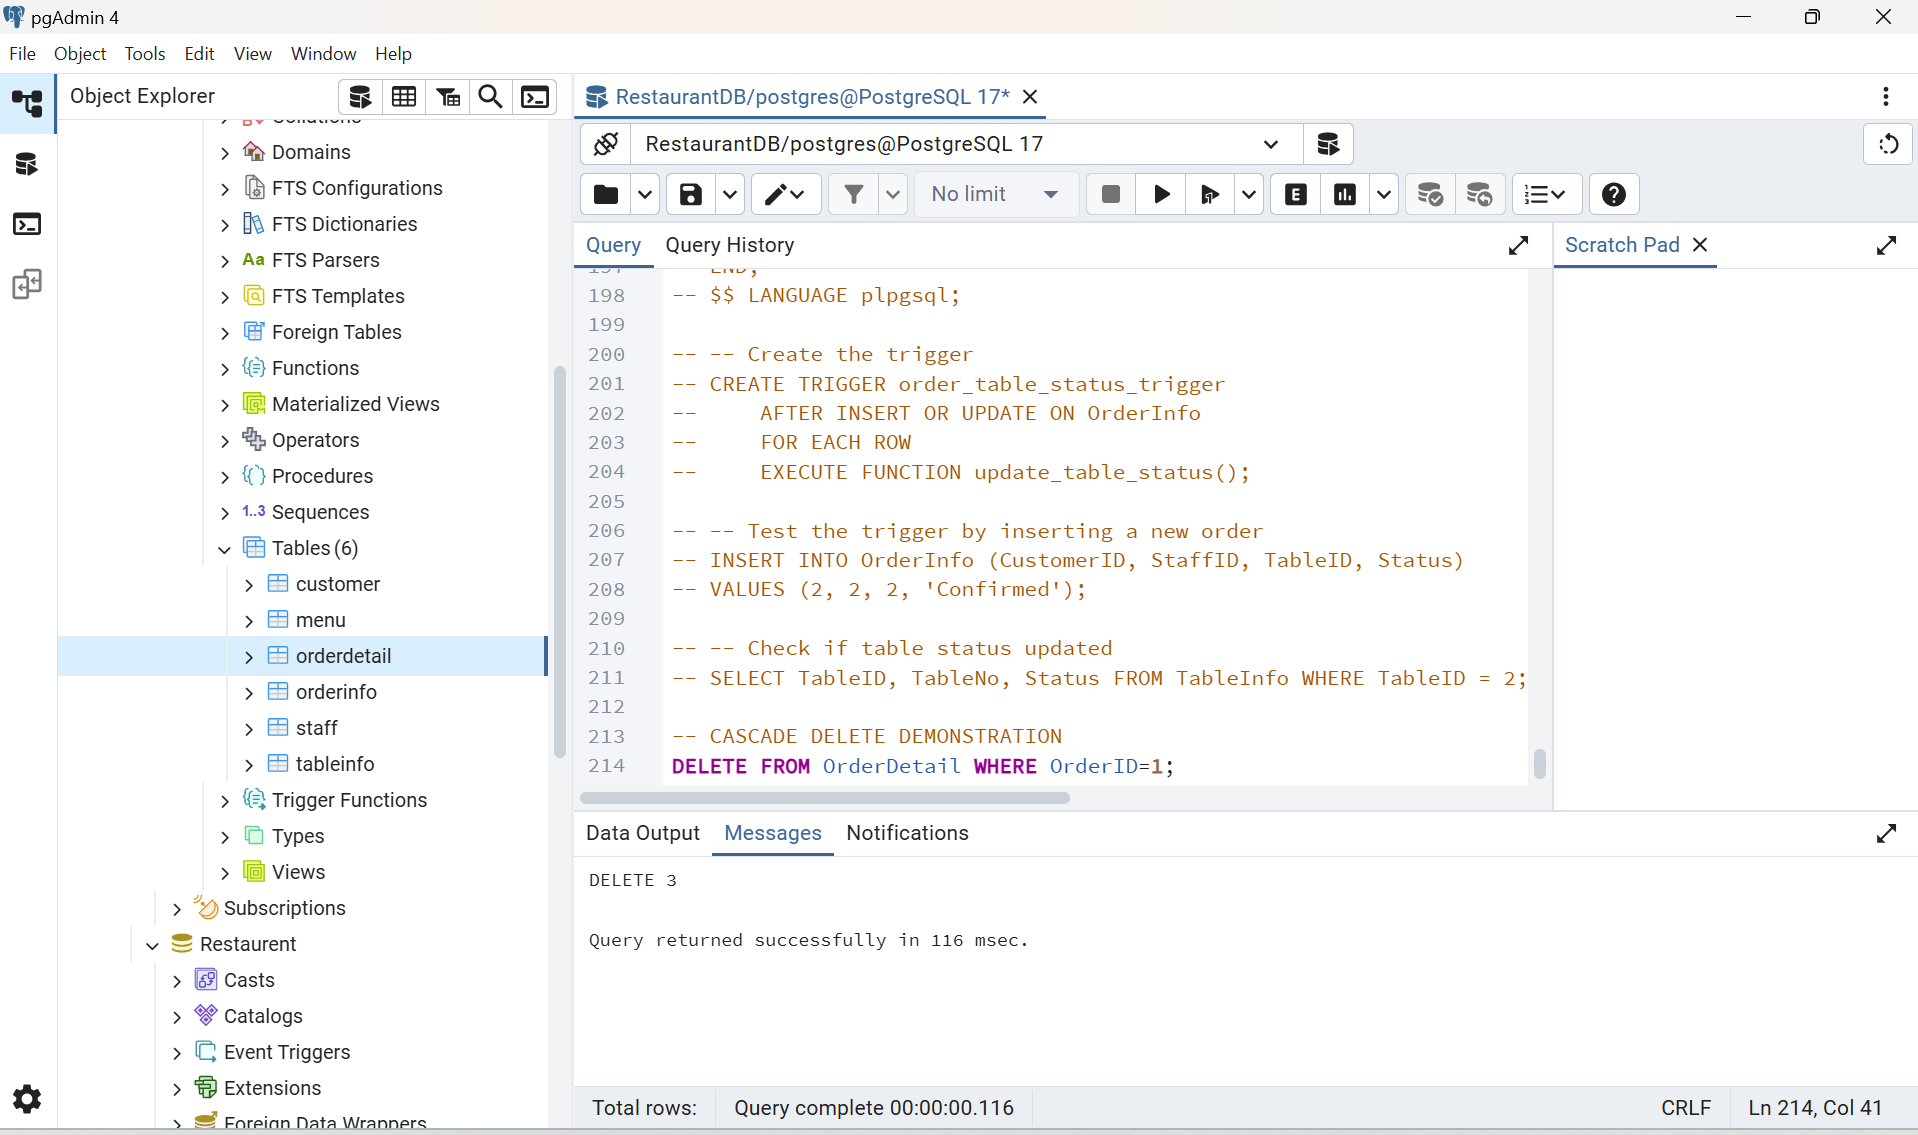 pgAdmin 4
File Object Tools Edit View Window Help
Object Explorer
Domains
FTS Configurations
FTS Dictionaries
Aa FTS Parsers
FTS Templates
Foreign Tables
Functions
Materialized Views
Operators
Procedures
1..3 Sequences
Tables (6)
customer
menu
orderdetail
orderinfo
staff
tableinfo
Trigger Functions
Types
Views
Subscriptions
Restaurent
Casts
Catalogs
Event Triggers
Extensions
Foreign Data Wrappers
RestaurantDB/postgres@PostgreSQL 17*
RestaurantDB/postgres@PostgreSQL 17
No limit
E
Query Query History
Scratch Pad
197 END;
198 -- $$ LANGUAGE plpgsql;
199
200 -- -- Create the trigger
201 -- CREATE TRIGGER order_table_status_trigger
202 --     AFTER INSERT OR UPDATE ON OrderInfo
203 --     FOR EACH ROW
204 --     EXECUTE FUNCTION update_table_status();
205
206 -- -- Test the trigger by inserting a new order
207 -- INSERT INTO OrderInfo (CustomerID, StaffID, TableID, Status)
208 -- VALUES (2, 2, 2, 'Confirmed');
209
210 -- -- Check if table status updated
211 -- SELECT TableID, TableNo, Status FROM TableInfo WHERE TableID = 2;
212
213 -- CASCADE DELETE DEMONSTRATION
214 DELETE FROM OrderDetail WHERE OrderID=1;
Data Output Messages Notifications
DELETE 3
Query returned successfully in 116 msec.
Total rows: Query complete 00:00:00.116 CRLF Ln 214, Col 41